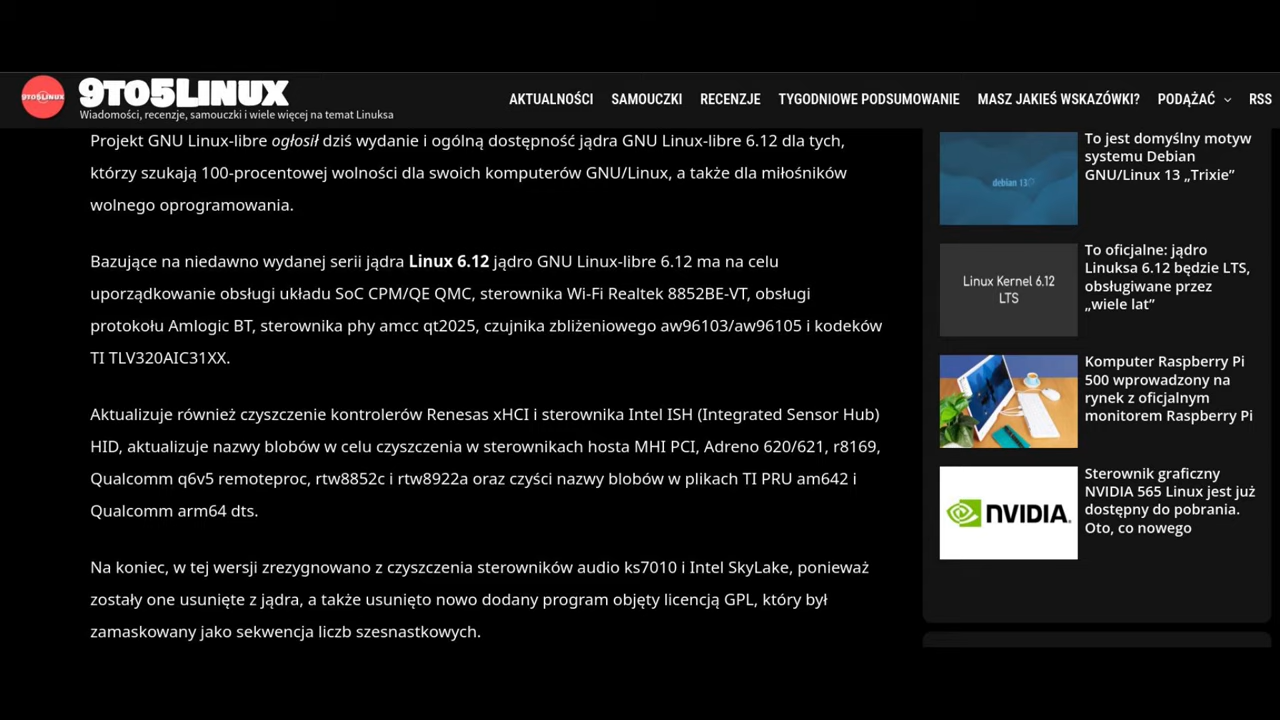 9TO5LINUX
9TO5LINUX
Wiadomości, recenzje, samouczki i wiele więcej na temat Linuksa
AKTUALNOŚCI SAMOUCZKI RECENZJE TYGODNIOWE PODSUMOWANIE MASZ JAKIEŚ WSKAZÓWKI? PODĄŻAĆ RSS
Projekt GNU Linux-libre ogłosił dziś wydanie i ogólną dostępność jądra GNU Linux-libre 6.12 dla tych,
którzy szukają 100-procentowej wolności dla swoich komputerów GNU/Linux, a także dla miłośników
wolnego oprogramowania.
Bazujące na niedawno wydanej serii jądra Linux 6.12 jądro GNU Linux-libre 6.12 ma na celu
uporządkowanie obsługi układu SoC CPM/QE QMC, sterownika Wi-Fi Realtek 8852BE-VT, obsługi
protokołu Amlogic BT, sterownika phy amcc qt2025, czujnika zbliżeniowego aw96103/aw96105 i kodeków
TI TLV320AIC31XX.
Aktualizuje również czyszczenie kontrolerów Renesas xHCI i sterownika Intel ISH (Integrated Sensor Hub)
HID, aktualizuje nazwy blobów w celu czyszczenia w sterownikach hosta MHI PCI, Adreno 620/621, r8169,
Qualcomm q6v5 remoteproc, rtw8852c i rtw8922a oraz czyści nazwy blobów w plikach TI PRU am642 i
Qualcomm arm64 dts.
Na koniec, w tej wersji zrezygnowano z czyszczenia sterowników audio ks7010 i Intel SkyLake, ponieważ
zostały one usunięte z jądra, a także usunięto nowo dodany program objęty licencją GPL, który był
zamaskowany jako sekwencja liczb szesnastkowych.
debian 13
To jest domyślny motyw
systemu Debian
GNU/Linux 13 „Trixie”
Linux Kernel 6.12
LTS
To oficjalne: jądro
Linuksa 6.12 będzie LTS,
obsługiwane przez
„wiele lat”
Komputer Raspberry Pi
500 wprowadzony na
rynek z oficjalnym
monitorem Raspberry Pi
NVIDIA.
Sterownik graficzny
NVIDIA 565 Linux jest już
dostępny do pobrania.
Oto, co nowego